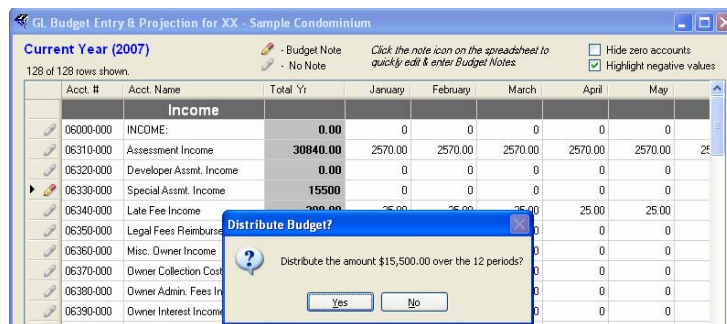 GL Budget Entry & Projection for XX - Sample Condominium
Current Year (2007)
- Budget Note
Click the note icon on the spreadsheet to
Hide zero accounts
128 of 128 rows shown.
- No Note
quickly edit & enter Budget Notes.
Highlight negative values
Acct. # Acct. Name Total Yr January February March April May
Income
06000-000 INCOME: 0.00 0 0 0 0 0
06310-000 Assessment Income 30840.00 2570.00 2570.00 2570.00 2570.00 2570.00
06320-000 Developer Assmt. Income 0.00 0 0 0 0 0
06330-000 Special Assmt. Income 15500 0 0 0 0 0
06340-000 Late Fee Income 25.00 25.00
06350-000 Legal Fees Reimburse 0 0
06360-000 Misc. Owner Income 0 0
06370-000 Owner Collection Cost 0 0
06380-000 Owner Admin. Fees In 0 0
06390-000 Owner Interest Income 0 0
Distribute Budget?
Distribute the amount $15,500.00 over the 12 periods?
Yes No